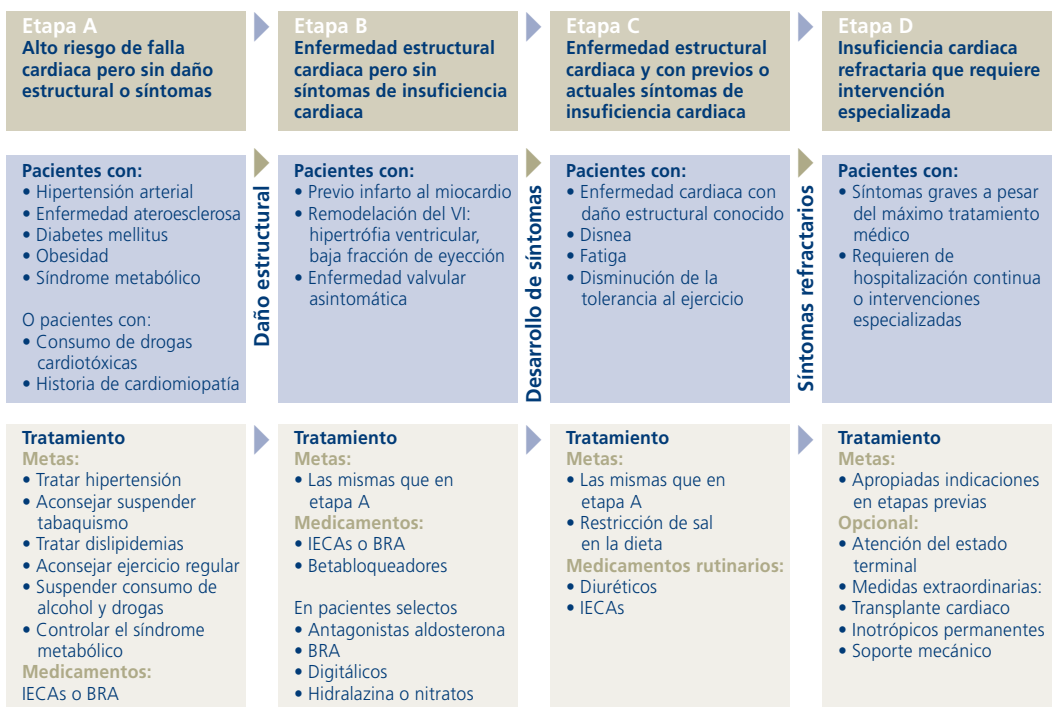 Etapa A
Alto riesgo de falla
cardiaca pero sin daño
estructural o síntomas
Etapa B
Enfermedad estructural
cardiaca pero sin
síntomas de insuficiencia
cardiaca
Etapa C
Enfermedad estructural
cardiaca y con previos o
actuales síntomas de
insuficiencia cardiaca
Etapa D
Insuficiencia cardiaca
refractaria que requiere
intervención
especializada
Pacientes con:
• Hipertensión arterial
• Enfermedad ateroesclerosa
• Diabetes mellitus
• Obesidad
• Síndrome metabólico
O pacientes con:
• Consumo de drogas
cardiotóxicas
• Historia de cardiomiopatía
Daño estructural
Pacientes con:
• Previo infarto al miocardio
• Remodelación del VI:
hipertrófia ventricular,
baja fracción de eyección
• Enfermedad valvular
asintomática
Desarrollo de síntomas
Pacientes con:
• Enfermedad cardiaca con
daño estructural conocido
• Disnea
• Fatiga
• Disminución de la
tolerancia al ejercicio
Síntomas refractarios
Pacientes con:
• Síntomas graves a pesar
del máximo tratamiento
médico
• Requieren de
hospitalización continua
o intervenciones
especializadas
Tratamiento
Metas:
• Tratar hipertensión
• Aconsejar suspender
tabaquismo
• Tratar dislipidemias
• Aconsejar ejercicio regular
• Suspender consumo de
alcohol y drogas
• Controlar el síndrome
metabólico
Medicamentos:
IECAs o BRA
Tratamiento
Metas:
• Las mismas que en
etapa A
Medicamentos:
• IECAs o BRA
• Betabloqueadores
En pacientes selectos
• Antagonistas aldosterona
• BRA
• Digitálicos
• Hidralazina o nitratos
Tratamiento
Metas:
• Las mismas que en
etapa A
• Restricción de sal
en la dieta
Medicamentos rutinarios:
• Diuréticos
• IECAs
Tratamiento
Metas:
• Apropiadas indicaciones
en etapas previas
Opcional:
• Atención del estado
terminal
• Medidas extraordinarias:
• Transplante cardiaco
• Inotrópicos permanentes
• Soporte mecánico